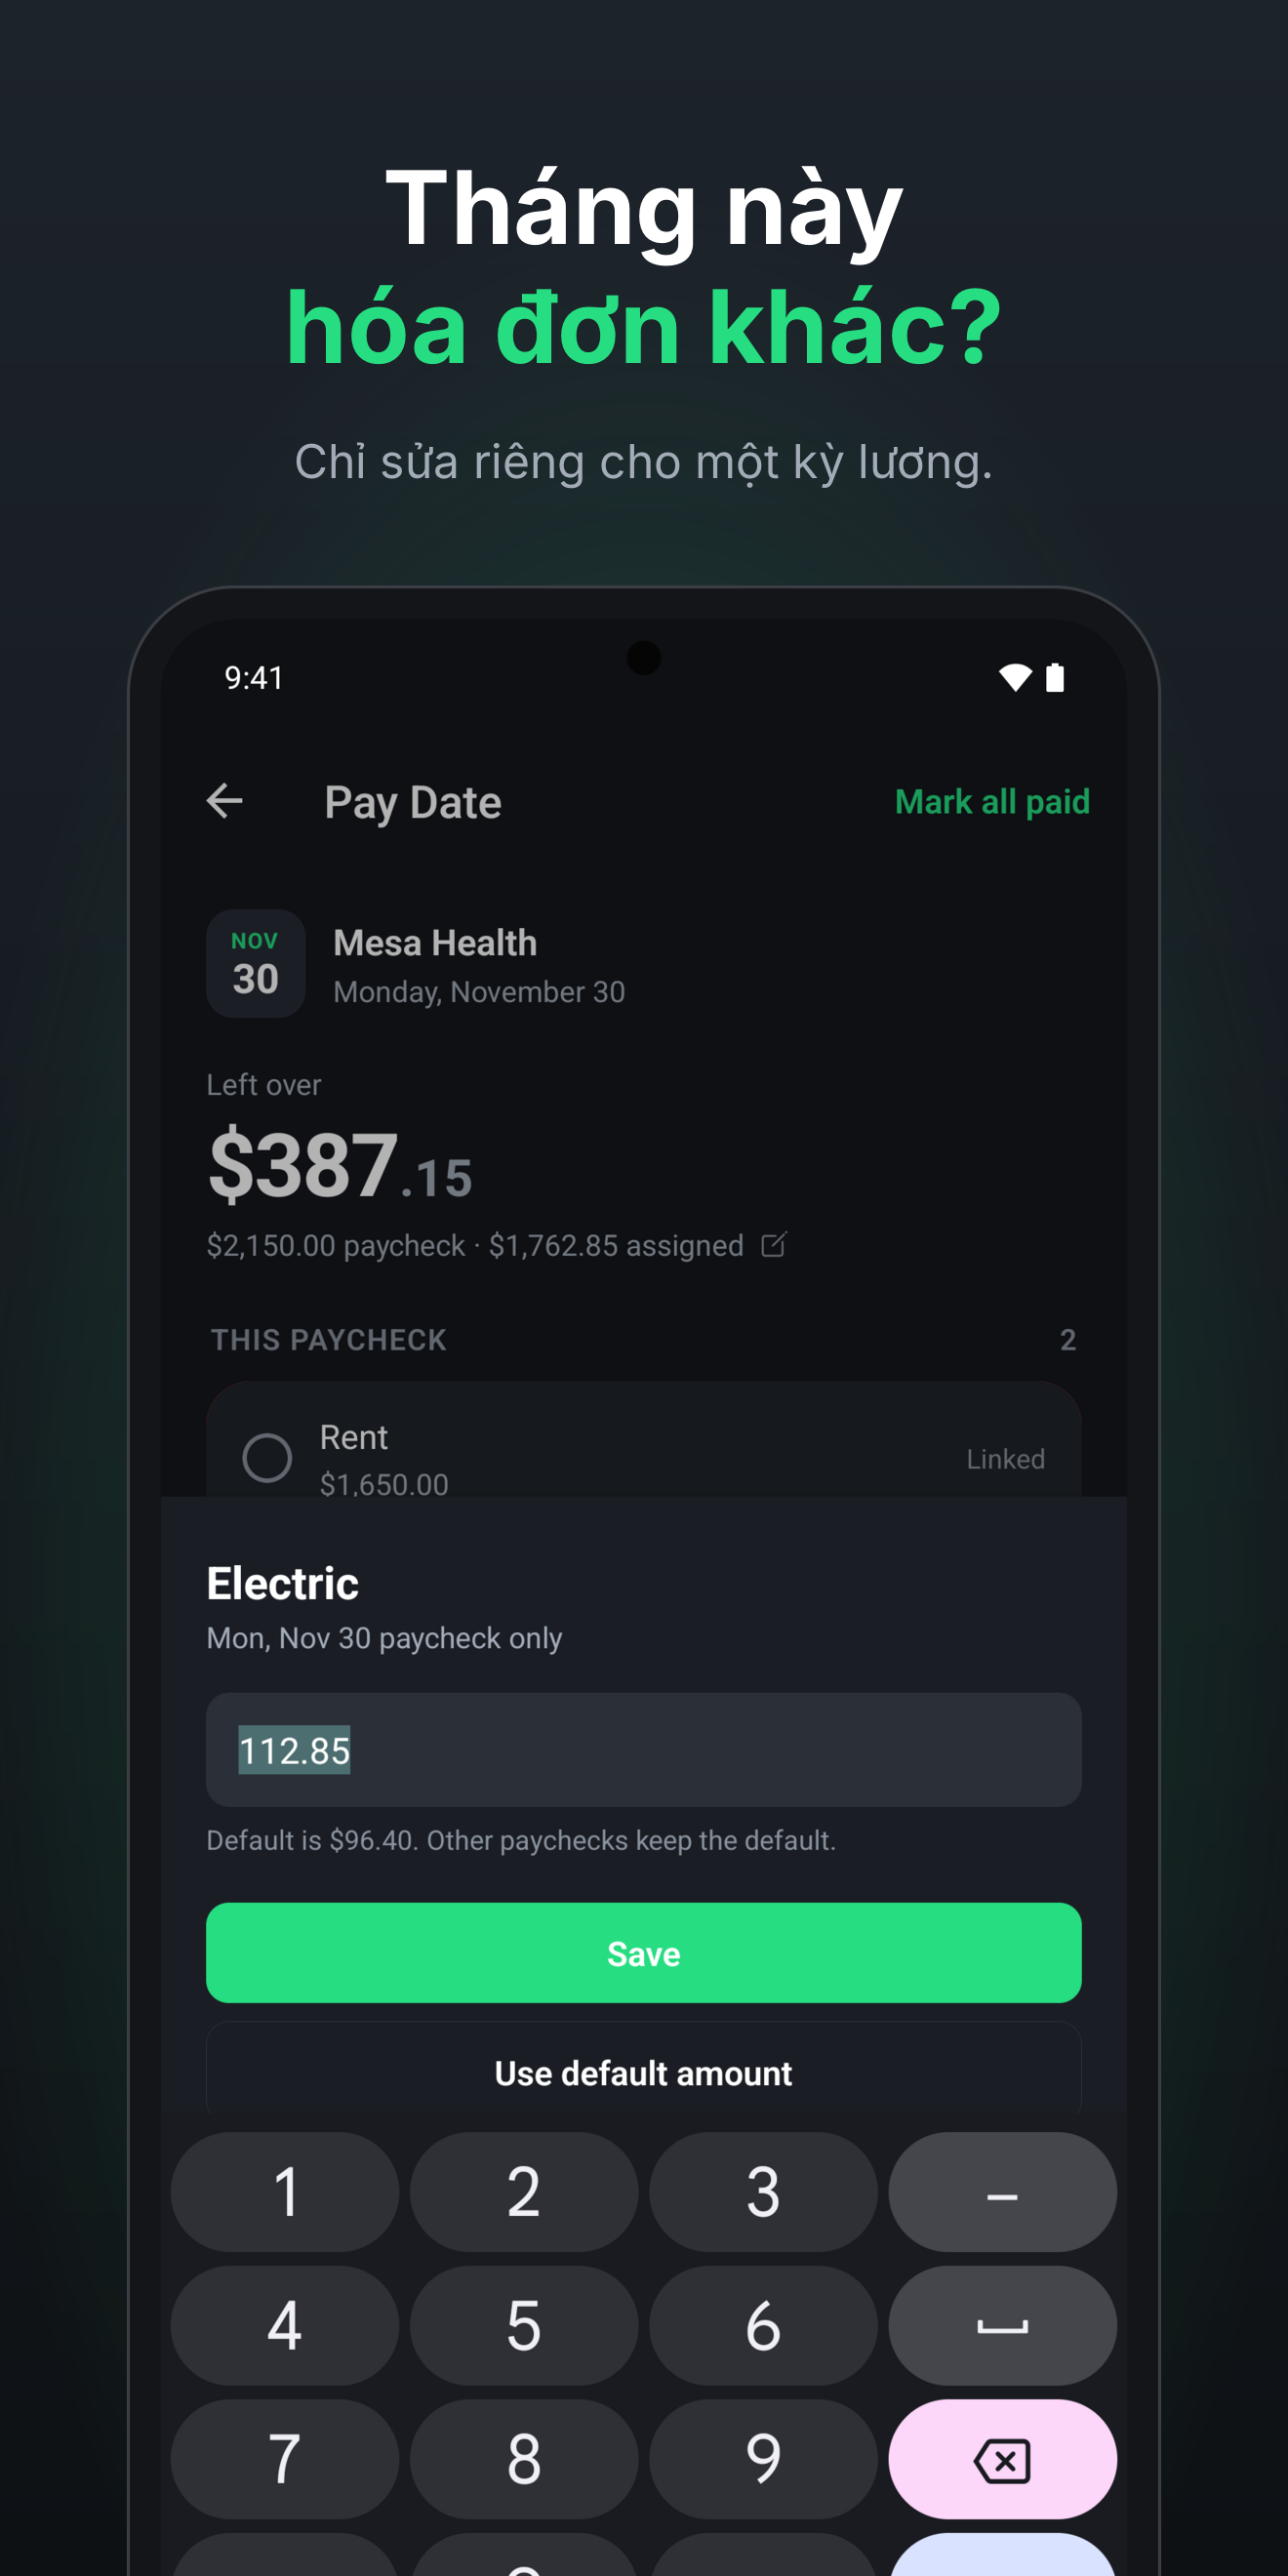 Tháng này
hóa đơn khác?
Chỉ sửa riêng cho một kỳ lương.
9:41
Pay Date
Mark all paid
NOV
30
Mesa Health
Monday, November 30
Left over
$387.15
$2,150.00 paycheck · $1,762.85 assigned
THIS PAYCHECK
2
Rent
$1,650.00
Linked
Electric
Mon, Nov 30 paycheck only
112.85
Default is $96.40. Other paychecks keep the default.
Save
Use default amount
1 2 3 –
4 5 6
7 8 9